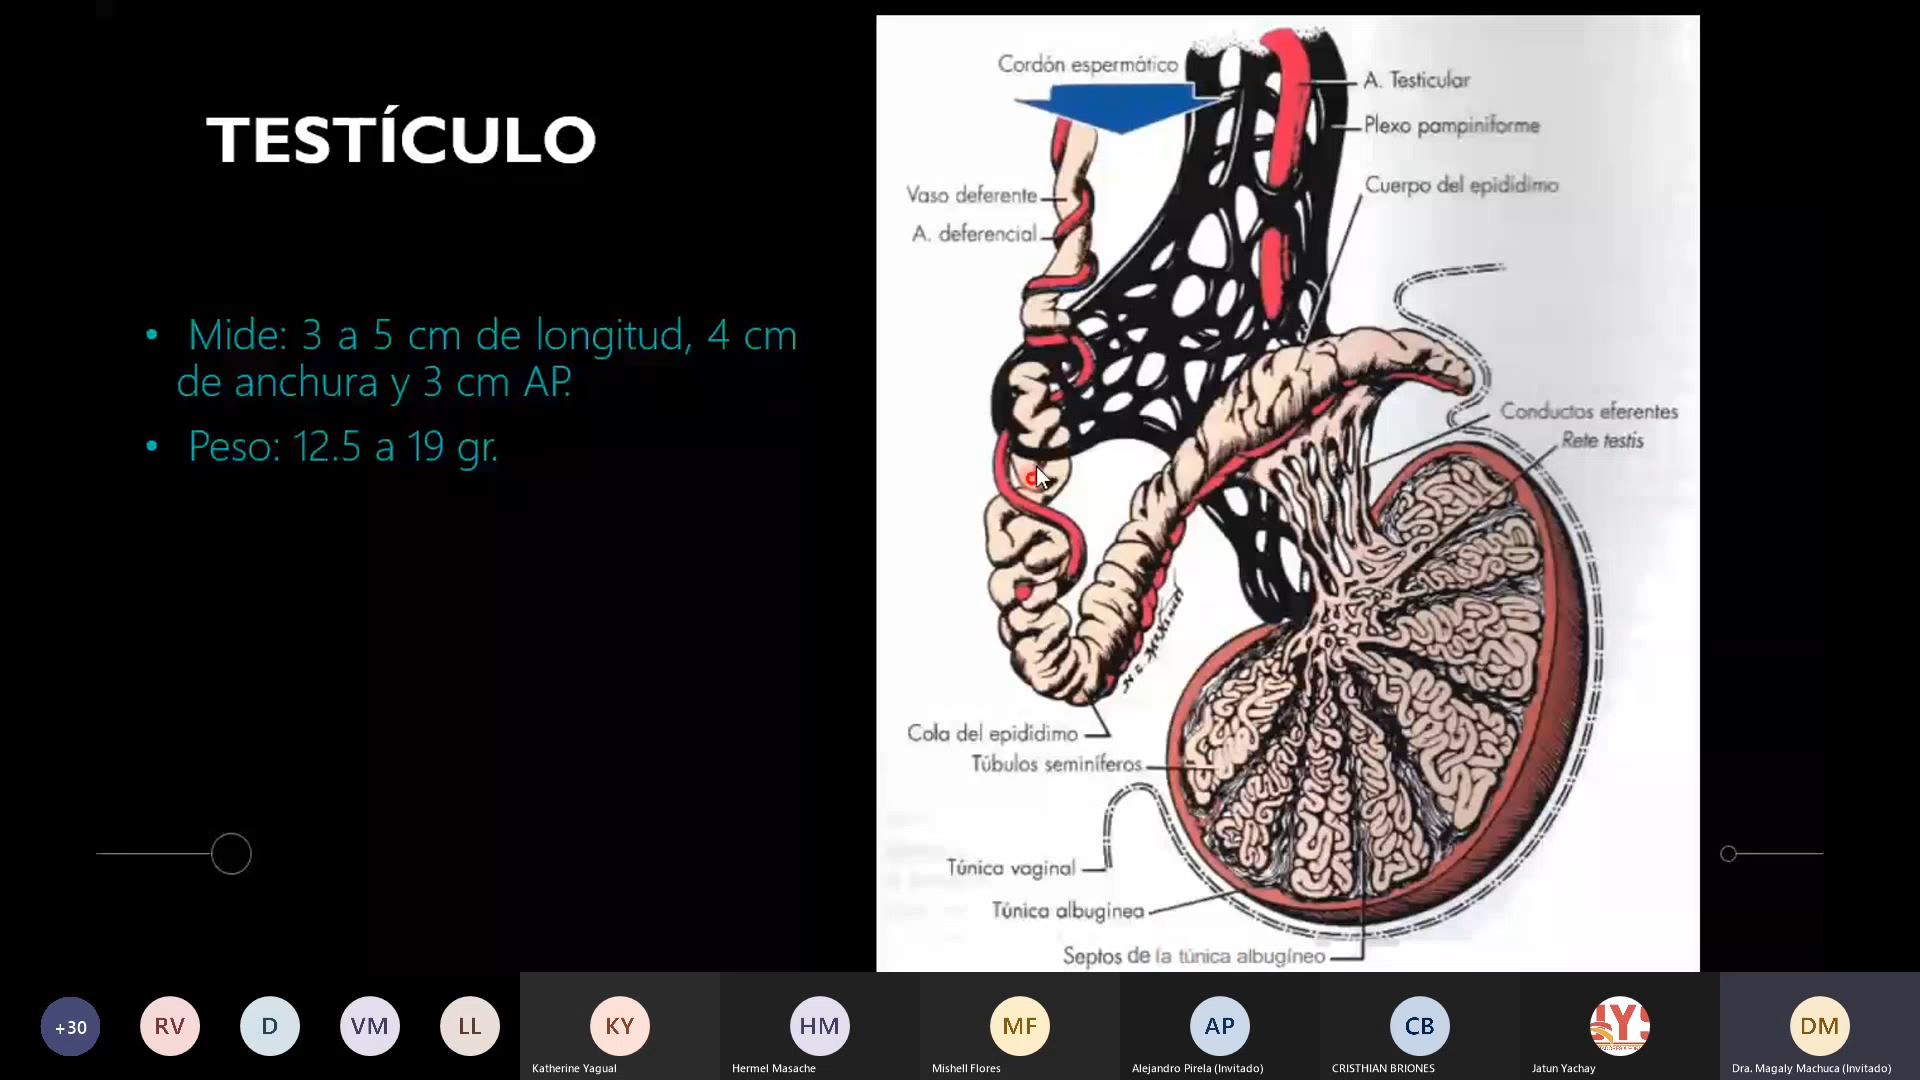 TESTÍCULO
• Mide: 3 a 5 cm de longitud, 4 cm
de anchura y 3 cm AP.
• Peso: 12.5 a 19 gr.
Cordón espermático
A. Testicular
Plexo pampiniforme
Cuerpo del epidídimo
Vaso deferente
A. deferencial
Conductos eferentes
Rete testis
Cola del epidídimo
Túbulos seminíferos
Túnica vaginal
Túnica albugínea
Septos de la túnica albugíneo
+30
RV
D
VM
LL
KY
HM
MF
AP
CB
DM
Katherine Yagual
Hermel Masache
Mishell Flores
Alejandro Pirela (Invitado)
CRISTHIAN BRIONES
Jatun Yachay
Dra. Magaly Machuca (Invitado)